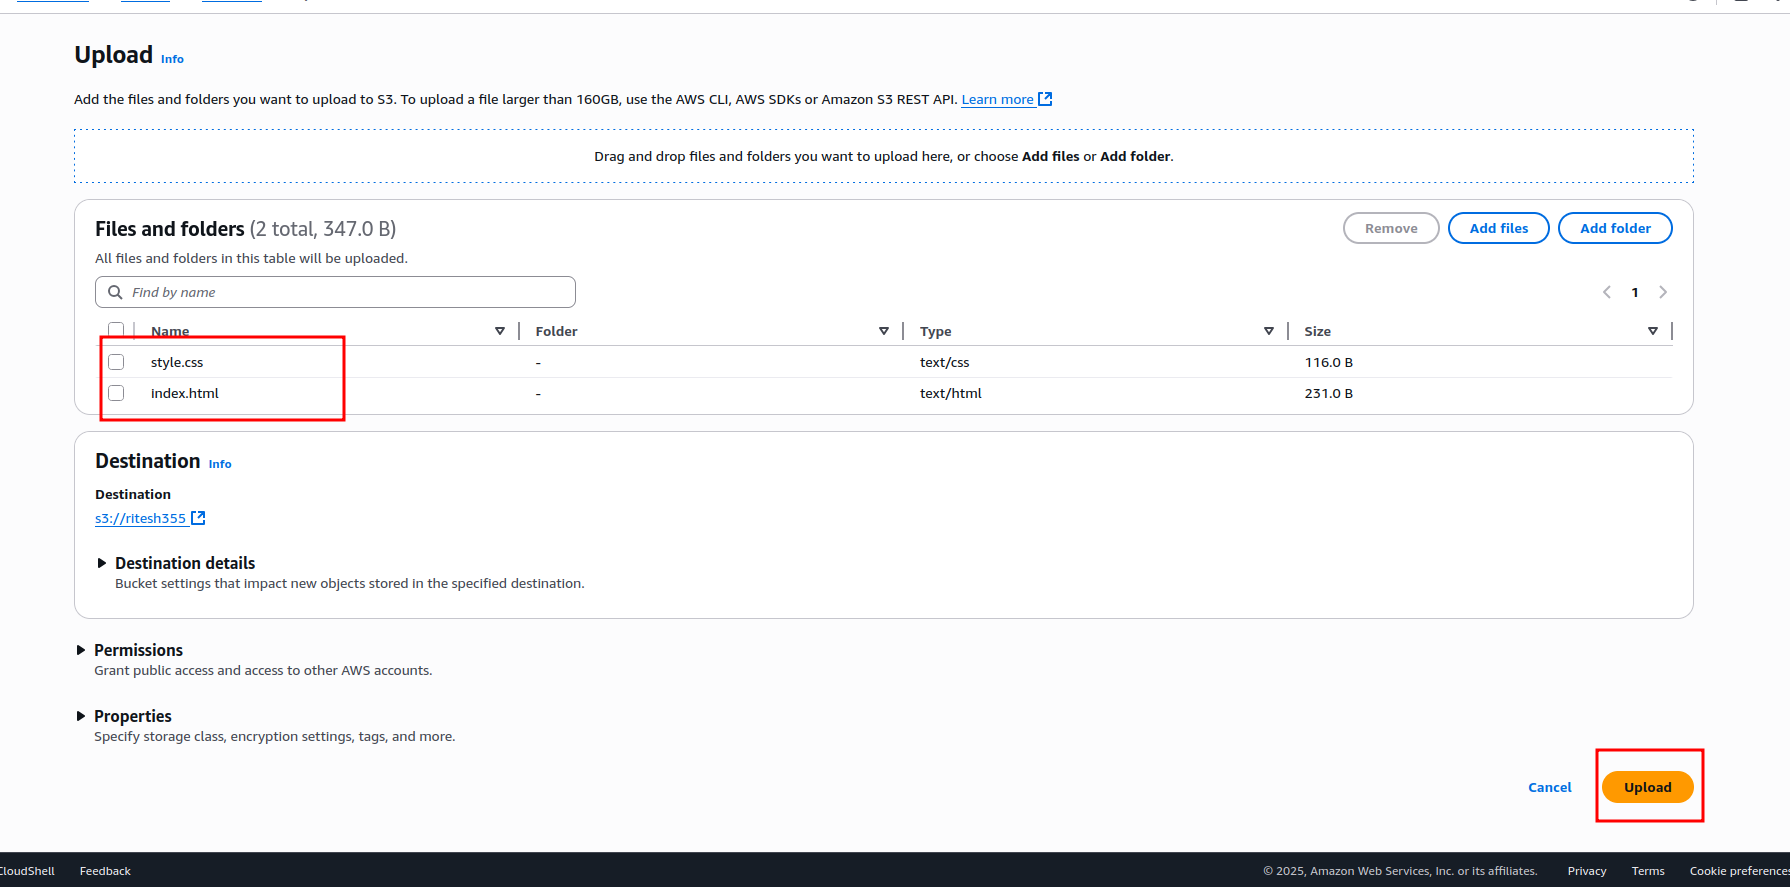 Upload Info
Add the files and folders you want to upload to S3. To upload a file larger than 160GB, use the AWS CLI, AWS SDKs or Amazon S3 REST API. Learn more
Drag and drop files and folders you want to upload here, or choose Add files or Add folder.
Files and folders (2 total, 347.0 B)
Remove Add files Add folder
All files and folders in this table will be uploaded.
Find by name
1
Name Folder Type Size
style.css - text/css 116.0 B
index.html - text/html 231.0 B
Destination Info
Destination
s3://ritesh355
Destination details
Bucket settings that impact new objects stored in the specified destination.
Permissions
Grant public access and access to other AWS accounts.
Properties
Specify storage class, encryption settings, tags, and more.
Cancel Upload
CloudShell Feedback © 2025, Amazon Web Services, Inc. or its affiliates. Privacy Terms Cookie preferences